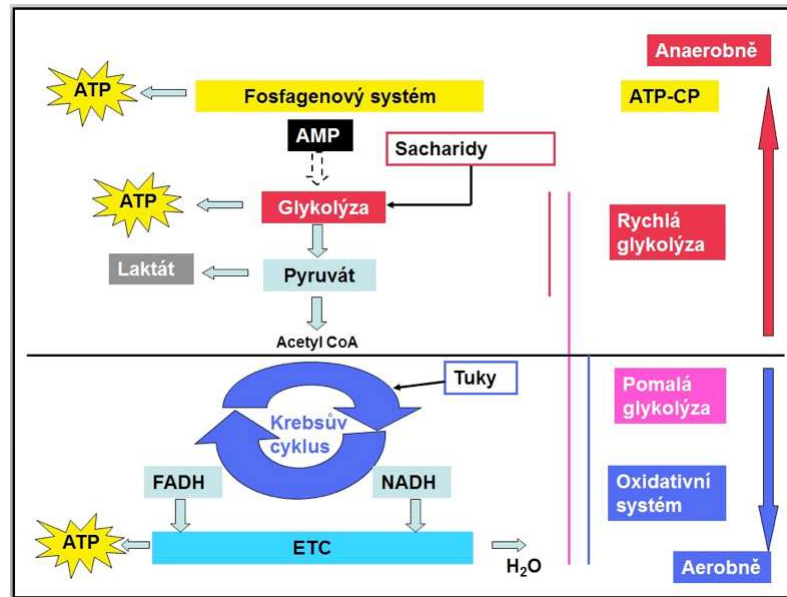 Anaerobně
ATP
Fosfagenový systém
ATP-CP
AMP
Sacharidy
ATP
Glykolýza
Rychlá
glykolýza
Laktát
Pyruvát
Acetyl CoA
Tuky
Pomalá
glykolýza
Krebsův
cyklus
FADH
NADH
Oxidativní
systém
ATP
ETC
H₂O
Aerobně